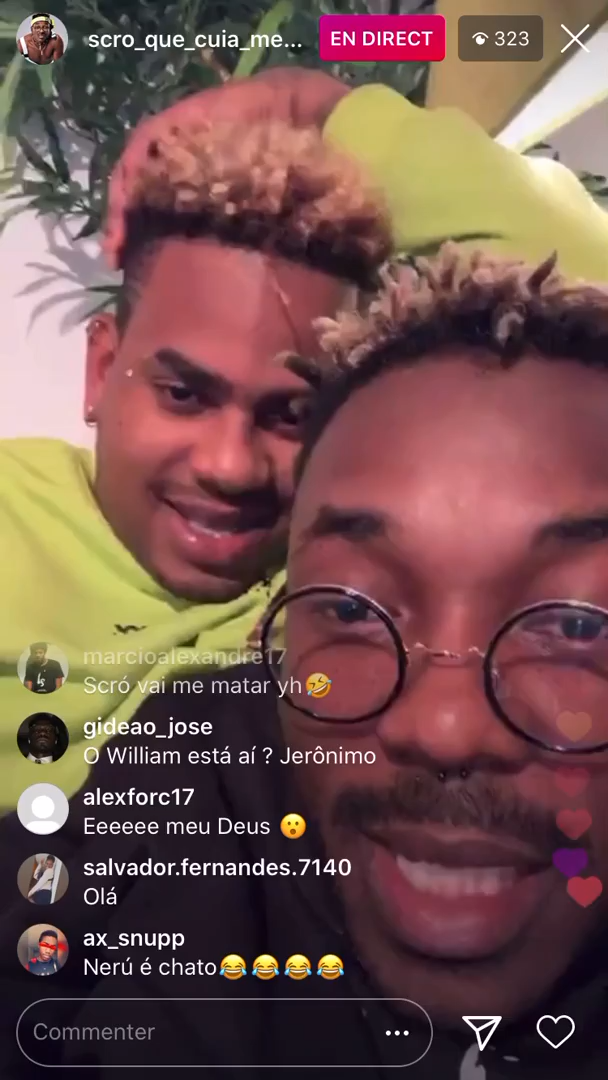 scro_que_cuia_me...
EN DIRECT
323
marcioalexandre17
Scró vai me matar yh🤣
gideao_jose
O William está aí ? Jerônimo
alexforc17
Eeeeee meu Deus 😮
salvador.fernandes.7140
Olá
ax_snupp
Nerú é chato😂😂😂😂
Commenter